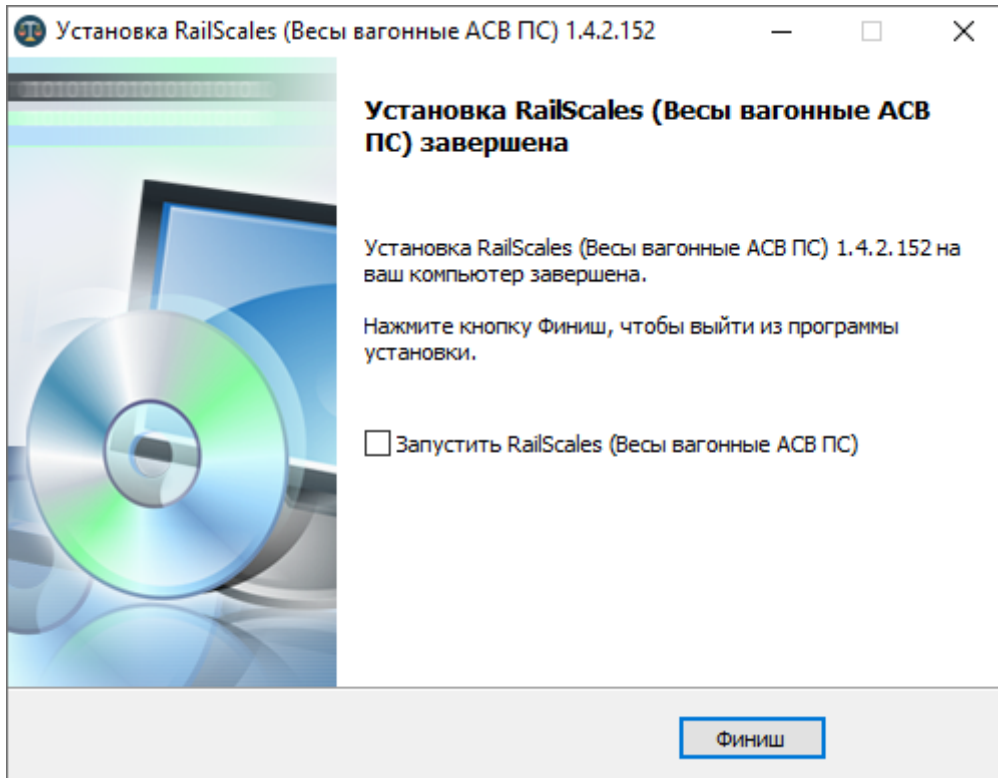 Установка RailScales (Весы вагонные АСВ ПС) 1.4.2.152
Установка RailScales (Весы вагонные АСВ
ПС) завершена
Установка RailScales (Весы вагонные АСВ ПС) 1.4.2.152 на
ваш компьютер завершена.
Нажмите кнопку Финиш, чтобы выйти из программы
установки.
Запустить RailScales (Весы вагонные АСВ ПС)
Финиш